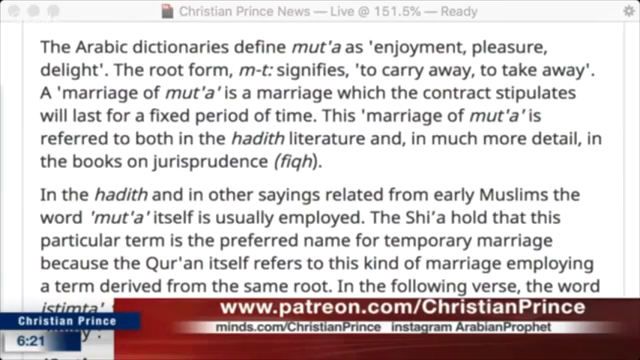 Christian Prince News — Live @ 151.5% — Ready
The Arabic dictionaries define mut'a as 'enjoyment, pleasure,
delight'. The root form, m-t: signifies, 'to carry away, to take away'.
A 'marriage of mut'a' is a marriage which the contract stipulates
will last for a fixed period of time. This 'marriage of mut'a' is
referred to both in the hadith literature and, in much more detail, in
the books on jurisprudence (fiqh).
In the hadith and in other sayings related from early Muslims the
word 'mut'a' itself is usually employed. The Shi'a hold that this
particular term is the preferred name for temporary marriage
because the Qur'an itself refers to this kind of marriage employing
a term derived from the same root. In the following verse, the word
istimta'
www.patreon.com/ChristianPrince
Christian Prince
minds.com/ChristianPrince instagram ArabianProphet
6:21